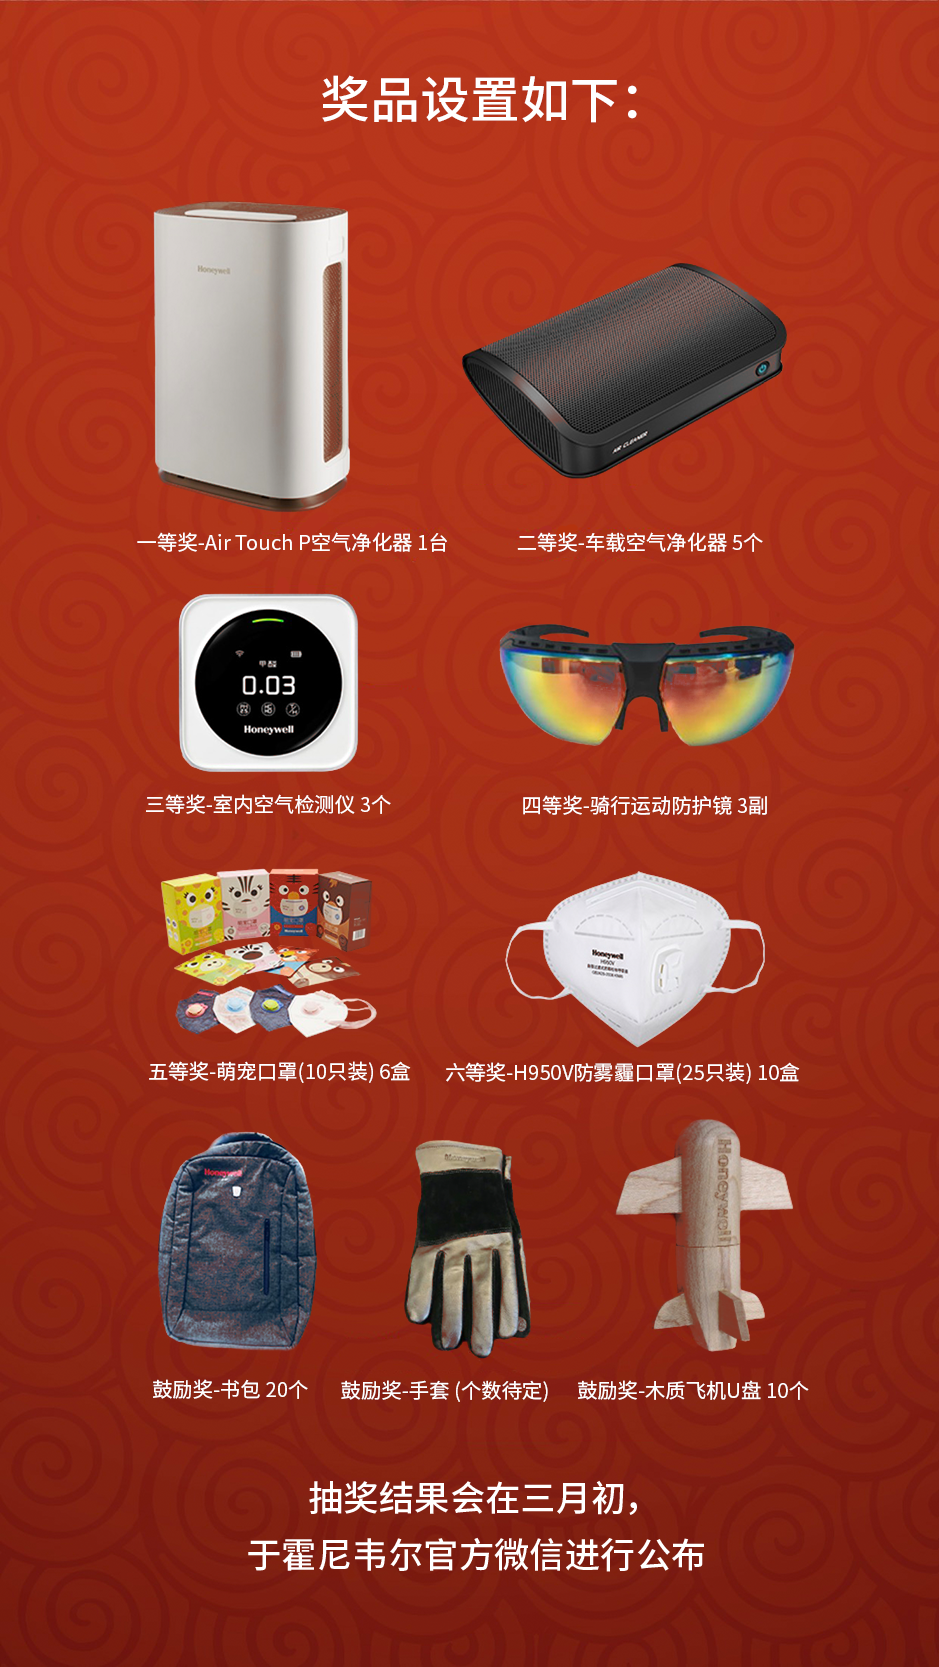 奖品设置如下：
Honeywell
AIR CLEANER
一等奖-Air Touch P空气净化器 1台
二等奖-车载空气净化器 5个
甲醛
0.03
Honeywell
三等奖-室内空气检测仪 3个
四等奖-骑行运动防护镜 3副
Honeywell
H950V
五等奖-萌宠口罩(10只装) 6盒
六等奖-H950V防雾霾口罩(25只装) 10盒
Honeywell
Honeywell
Honeywell
鼓励奖-书包 20个
鼓励奖-手套 (个数待定)
鼓励奖-木质飞机U盘 10个
抽奖结果会在三月初，
于霍尼韦尔官方微信进行公布